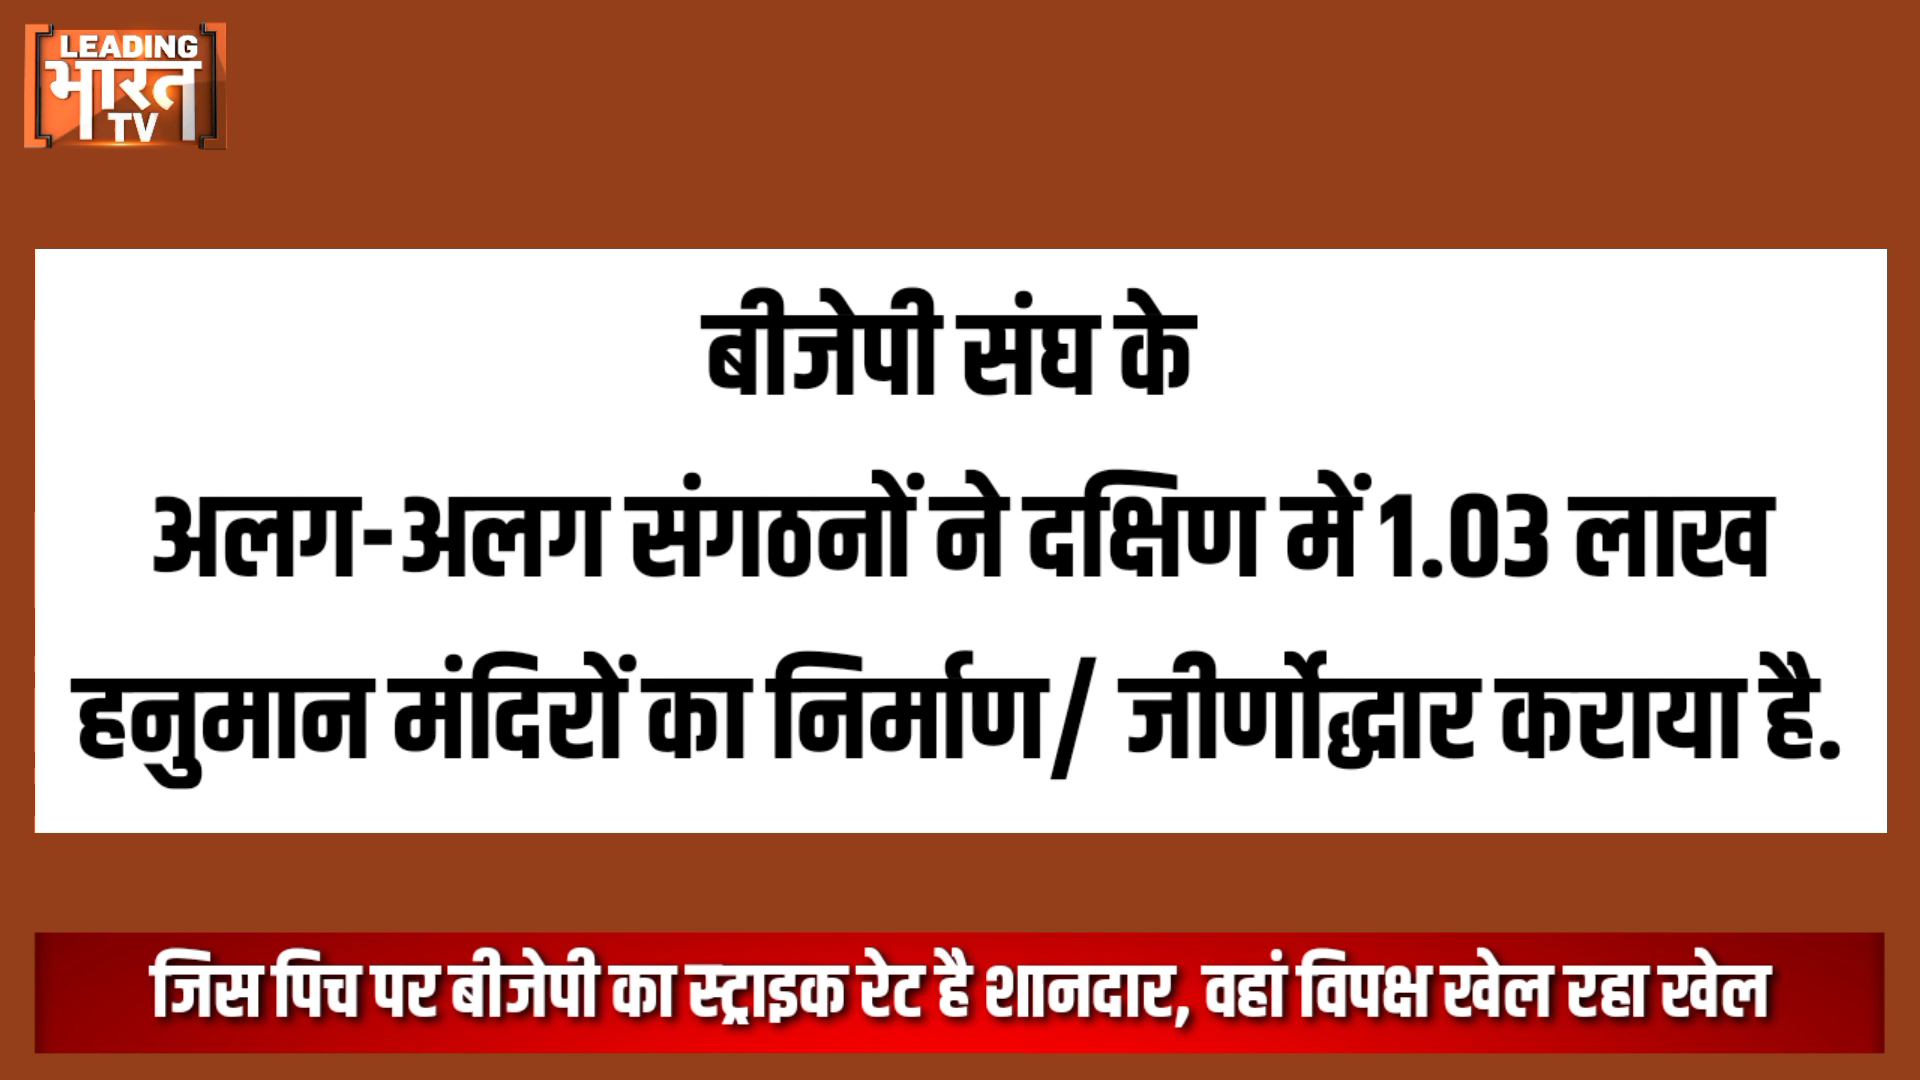 LEADING
भारत
TV
बीजेपी संघ के
अलग-अलग संगठनों ने दक्षिण में 1.03 लाख
हनुमान मंदिरों का निर्माण/ जीर्णोद्धार कराया है.
जिस पिच पर बीजेपी का स्ट्राइक रेट है शानदार, वहां विपक्ष खेल रहा खेल